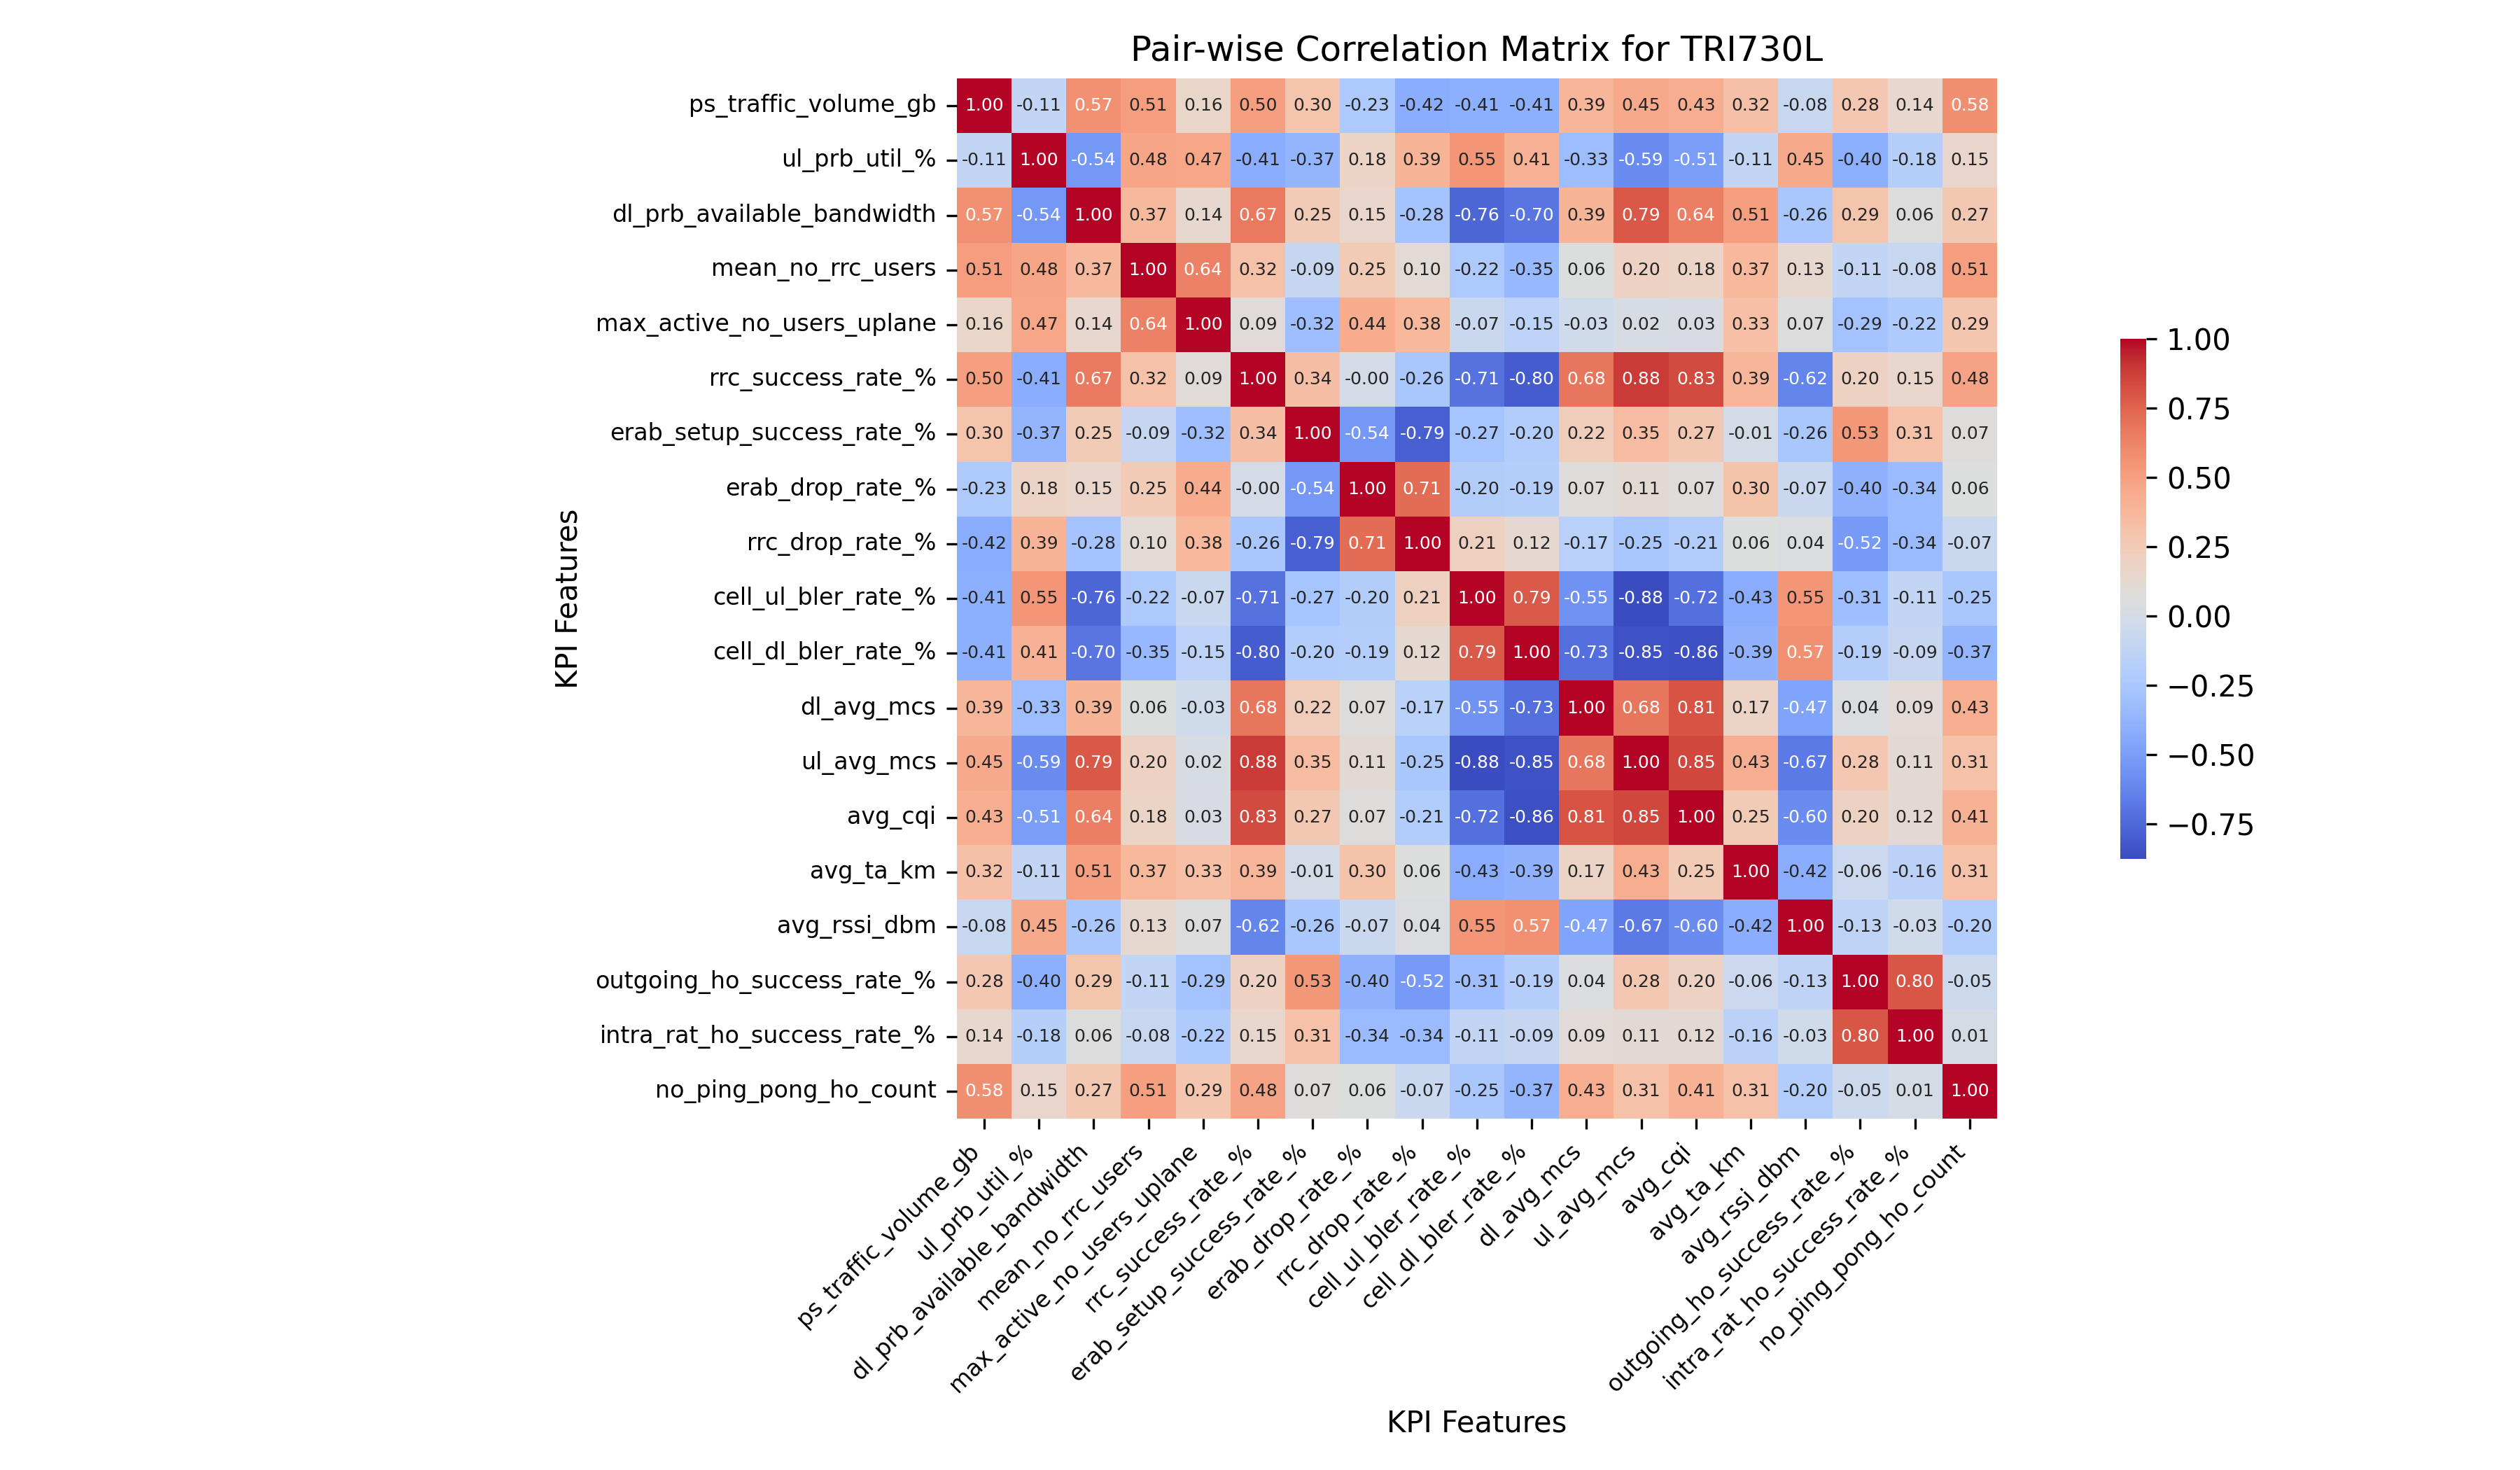 Pair-wise Correlation Matrix for TRI730L
ps_traffic_volume_gb 1.00 -0.11 0.57 0.51 0.16 0.50 0.30 -0.23 -0.42 -0.41 -0.41 0.39 0.45 0.43 0.32 -0.08 0.28 0.14 0.58
ul_prb_util_% -0.11 1.00 -0.54 0.48 0.47 -0.41 -0.37 0.18 0.39 0.55 0.41 -0.33 -0.59 -0.51 -0.11 0.45 -0.40 -0.18 0.15
dl_prb_available_bandwidth 0.57 -0.54 1.00 0.37 0.14 0.67 0.25 0.15 -0.28 -0.76 -0.70 0.39 0.79 0.64 0.51 -0.26 0.29 0.06 0.27
mean_no_rrc_users 0.51 0.48 0.37 1.00 0.64 0.32 -0.09 0.25 0.10 -0.22 -0.35 0.06 0.20 0.18 0.37 0.13 -0.11 -0.08 0.51
max_active_no_users_uplane 0.16 0.47 0.14 0.64 1.00 0.09 -0.32 0.44 0.38 -0.07 -0.15 -0.03 0.02 0.03 0.33 0.07 -0.29 -0.22 0.29
rrc_success_rate_% 0.50 -0.41 0.67 0.32 0.09 1.00 0.34 -0.00 -0.26 -0.71 -0.80 0.68 0.88 0.83 0.39 -0.62 0.20 0.15 0.48
erab_setup_success_rate_% 0.30 -0.37 0.25 -0.09 -0.32 0.34 1.00 -0.54 -0.79 -0.27 -0.20 0.22 0.35 0.27 -0.01 -0.26 0.53 0.31 0.07
erab_drop_rate_% -0.23 0.18 0.15 0.25 0.44 -0.00 -0.54 1.00 0.71 -0.20 -0.19 0.07 0.11 0.07 0.30 -0.07 -0.40 -0.34 0.06
rrc_drop_rate_% -0.42 0.39 -0.28 0.10 0.38 -0.26 -0.79 0.71 1.00 0.21 0.12 -0.17 -0.25 -0.21 0.06 0.04 -0.52 -0.34 -0.07
cell_ul_bler_rate_% -0.41 0.55 -0.76 -0.22 -0.07 -0.71 -0.27 -0.20 0.21 1.00 0.79 -0.55 -0.88 -0.72 -0.43 0.55 -0.31 -0.11 -0.25
cell_dl_bler_rate_% -0.41 0.41 -0.70 -0.35 -0.15 -0.80 -0.20 -0.19 0.12 0.79 1.00 -0.73 -0.85 -0.86 -0.39 0.57 -0.19 -0.09 -0.37
dl_avg_mcs 0.39 -0.33 0.39 0.06 -0.03 0.68 0.22 0.07 -0.17 -0.55 -0.73 1.00 0.68 0.81 0.17 -0.47 0.04 0.09 0.43
ul_avg_mcs 0.45 -0.59 0.79 0.20 0.02 0.88 0.35 0.11 -0.25 -0.88 -0.85 0.68 1.00 0.85 0.43 -0.67 0.28 0.11 0.31
avg_cqi 0.43 -0.51 0.64 0.18 0.03 0.83 0.27 0.07 -0.21 -0.72 -0.86 0.81 0.85 1.00 0.25 -0.60 0.20 0.12 0.41
avg_ta_km 0.32 -0.11 0.51 0.37 0.33 0.39 -0.01 0.30 0.06 -0.43 -0.39 0.17 0.43 0.25 1.00 -0.42 -0.06 -0.16 0.31
avg_rssi_dbm -0.08 0.45 -0.26 0.13 0.07 -0.62 -0.26 -0.07 0.04 0.55 0.57 -0.47 -0.67 -0.60 -0.42 1.00 -0.13 -0.03 -0.20
outgoing_ho_success_rate_% 0.28 -0.40 0.29 -0.11 -0.29 0.20 0.53 -0.40 -0.52 -0.31 -0.19 0.04 0.28 0.20 -0.06 -0.13 1.00 0.80 -0.05
intra_rat_ho_success_rate_% 0.14 -0.18 0.06 -0.08 -0.22 0.15 0.31 -0.34 -0.34 -0.11 -0.09 0.09 0.11 0.12 -0.16 -0.03 0.80 1.00 0.01
no_ping_pong_ho_count 0.58 0.15 0.27 0.51 0.29 0.48 0.07 0.06 -0.07 -0.25 -0.37 0.43 0.31 0.41 0.31 -0.20 -0.05 0.01 1.00
KPI Features
ps_traffic_volume_gb
ul_prb_util_%
dl_prb_available_bandwidth
mean_no_rrc_users
max_active_no_users_uplane
rrc_success_rate_%
erab_setup_success_rate_%
erab_drop_rate_%
rrc_drop_rate_%
cell_ul_bler_rate_%
cell_dl_bler_rate_%
dl_avg_mcs
ul_avg_mcs
avg_cqi
avg_ta_km
avg_rssi_dbm
outgoing_ho_success_rate_%
intra_rat_ho_success_rate_%
no_ping_pong_ho_count
KPI Features
1.00
0.75
0.50
0.25
0.00
−0.25
−0.50
−0.75